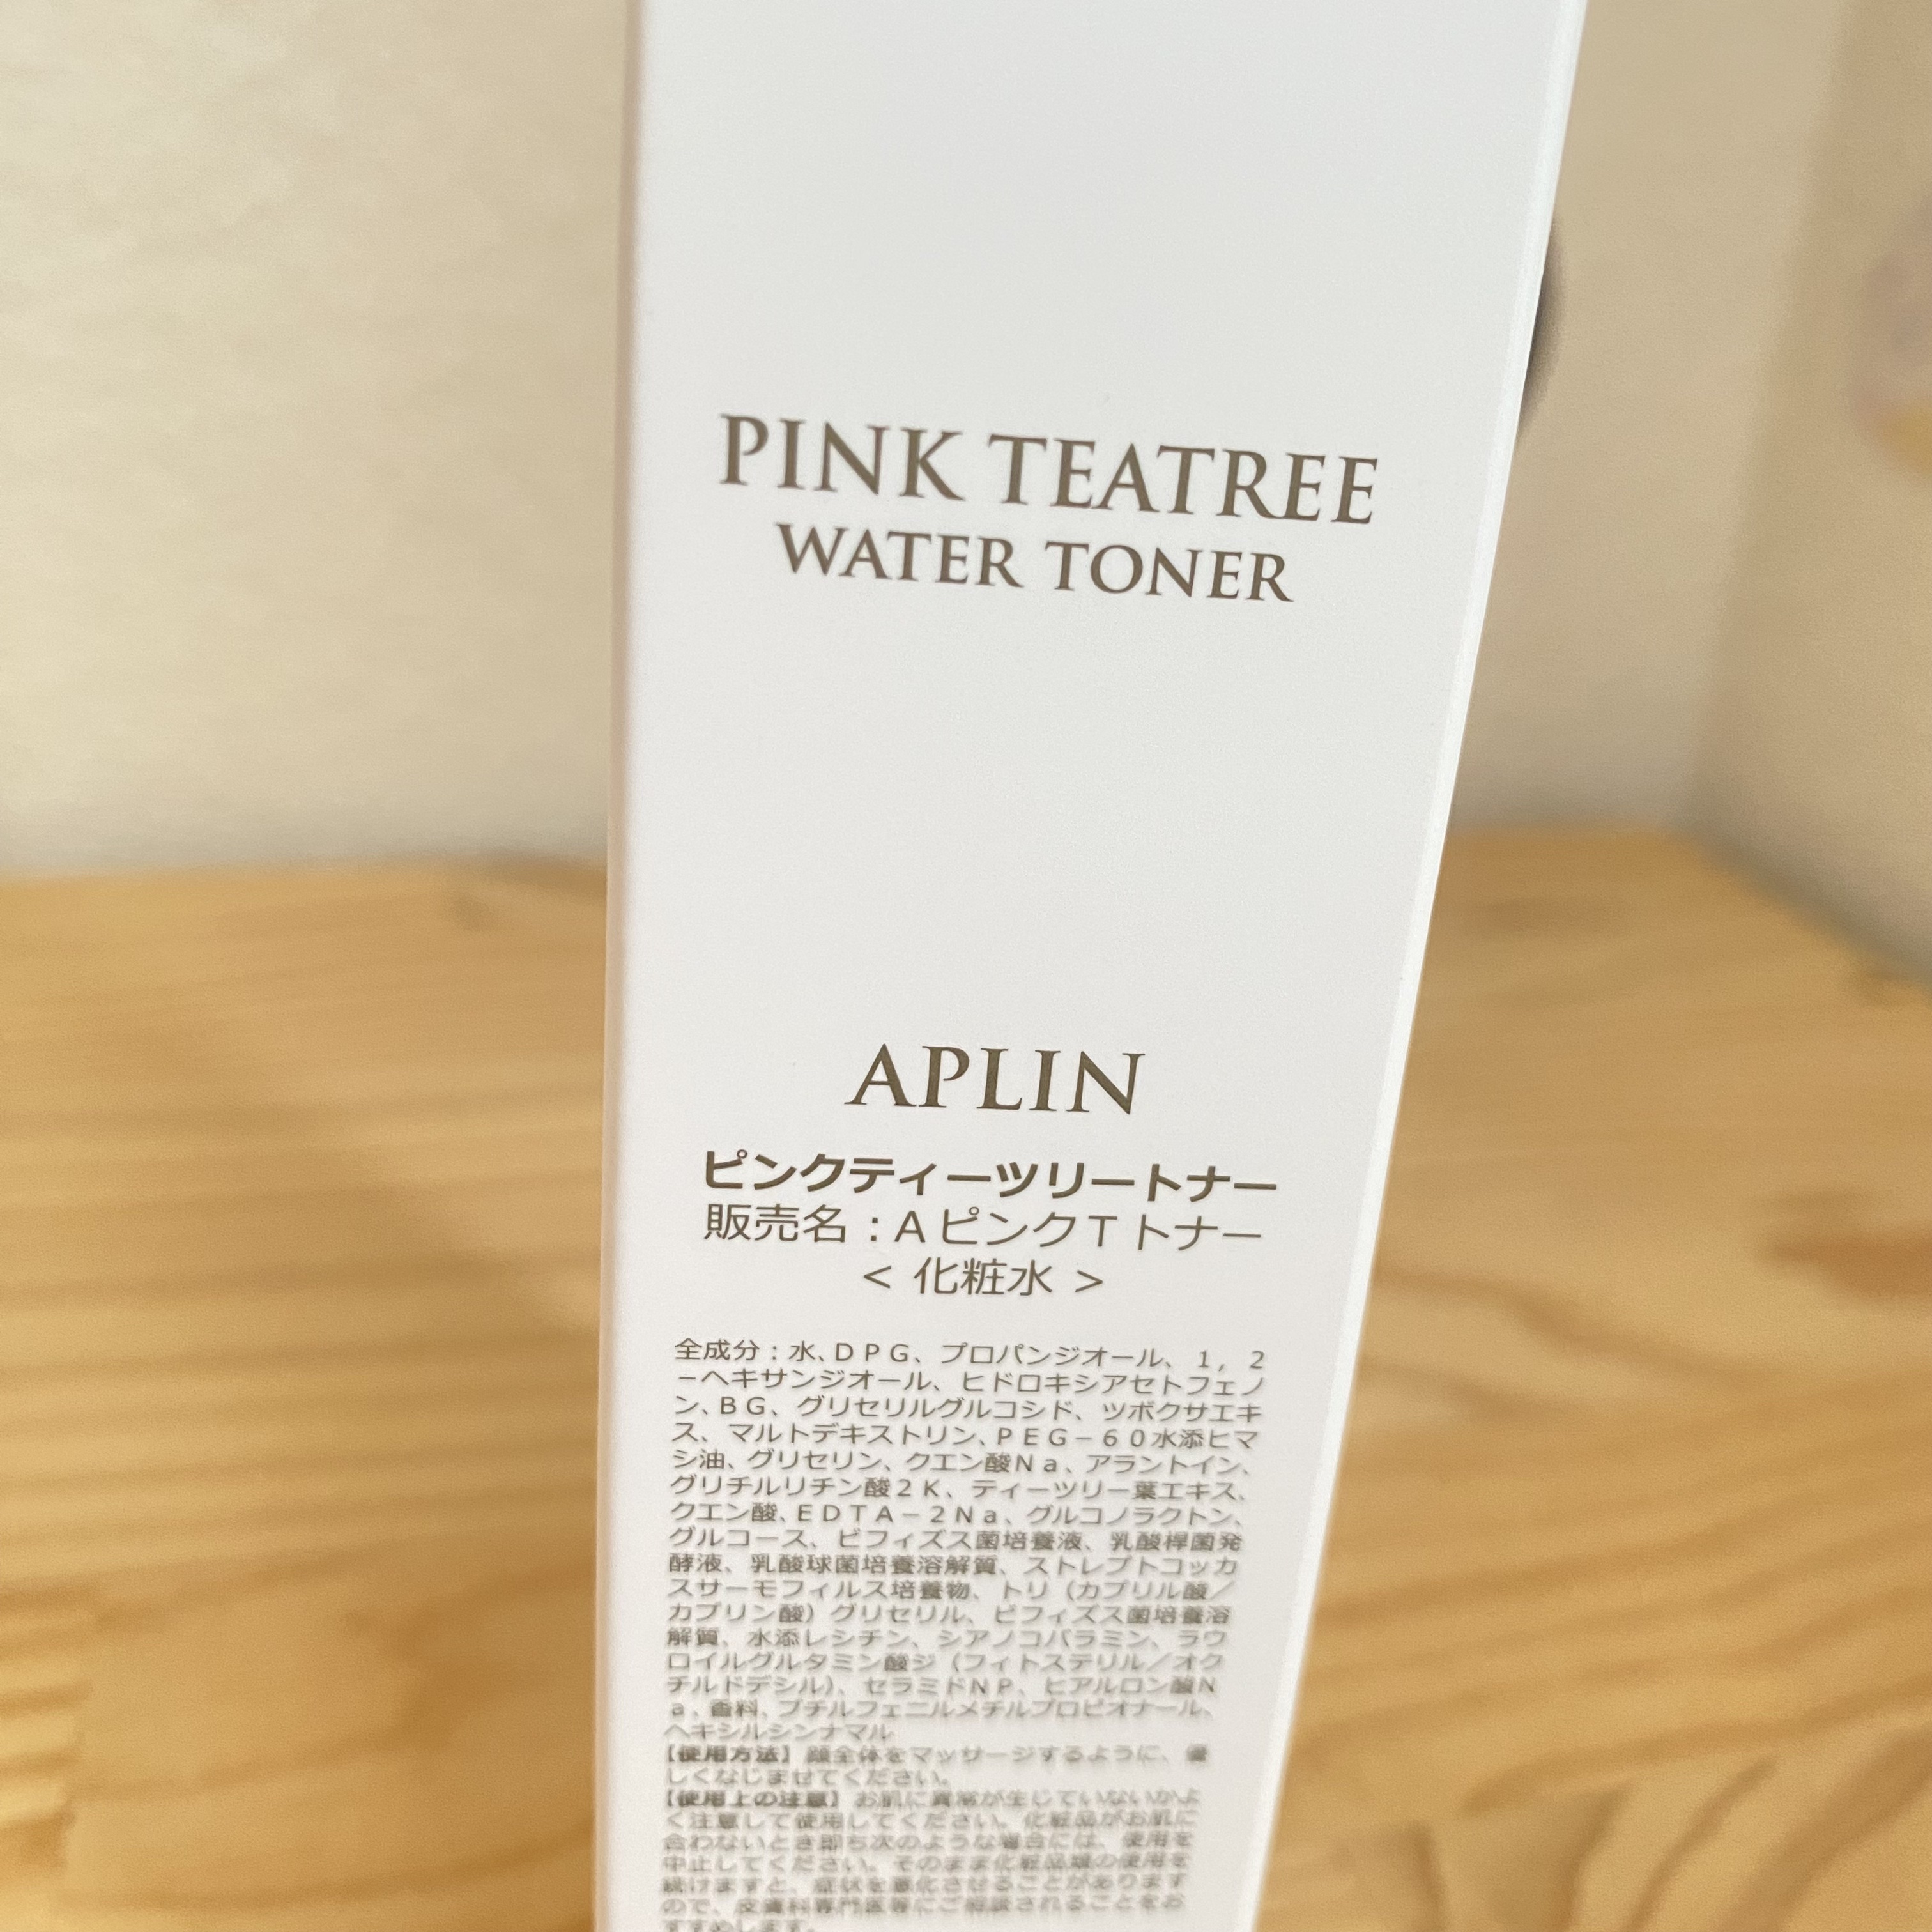 PINK TEATREE
WATER TONER
APLIN
ピンクティーツリートナー
販売名：AピンクTトナー
< 化粧水 >
全成分：水、DPG、プロパンジオール、1，2
－ヘキサンジオール、ヒドロキシアセトフェノ
ン、BG、グリセリルグルコシド、ツボクサエキ
ス、マルトデキストリン、PEG－60水添ヒマ
シ油、グリセリン、クエン酸Na、アラントイン、
グリチルリチン酸2K、ティーツリー葉エキス、
クエン酸、EDTA－2Na、グルコノラクトン、
グルコース、ビフィズス菌培養液、乳酸桿菌発
酵液、乳酸球菌培養溶解質、ストレプトコッカ
スサーモフィルス培養物、トリ（カプリル酸／
カプリン酸）グリセリル、ビフィズス菌培養溶
解質、水添レシチン、シアノコバラミン、ラウ
ロイルグルタミン酸ジ（フィトステリル／オク
チルドデシル）、セラミドNP、ヒアルロン酸N
a、香料、ブチルフェニルメチルプロピオナール、
ヘキシルシンナマル
【使用方法】顔全体をマッサージするように、優
しくなじませてください。
【使用上の注意】お肌に異常が生じていないかよ
く注意して使用してください。化粧品がお肌に
合わないとき即ち次のような場合には、使用を
中止してください。そのまま化粧品類の使用を
続けますと、症状を悪化させることがあります
ので、皮膚科専門医等にご相談されることをお
すすめします。